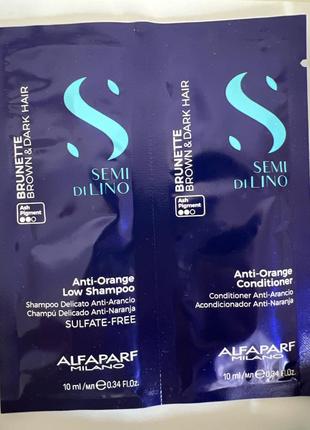 BRUNETTE
BROWN & DARK HAIR
Ash
Pigment
S
SEMI
DI LINO
Anti-Orange
Low Shampoo
Shampoo Delicato Anti-Arancio
Champú Delicado Anti-Naranja
SULFATE-FREE
ALFAPARF
MILANO
10 ml/мл℮0.34 Fl.Oz.
BRUNETTE
BROWN & DARK HAIR
Ash
Pigment
S
SEMI
DI LINO
Anti-Orange
Conditioner
Conditioner Anti-Arancio
Acondicionador Anti-Naranja
ALFAPARF
MILANO
10 ml/мл℮0.34 Fl.Oz.